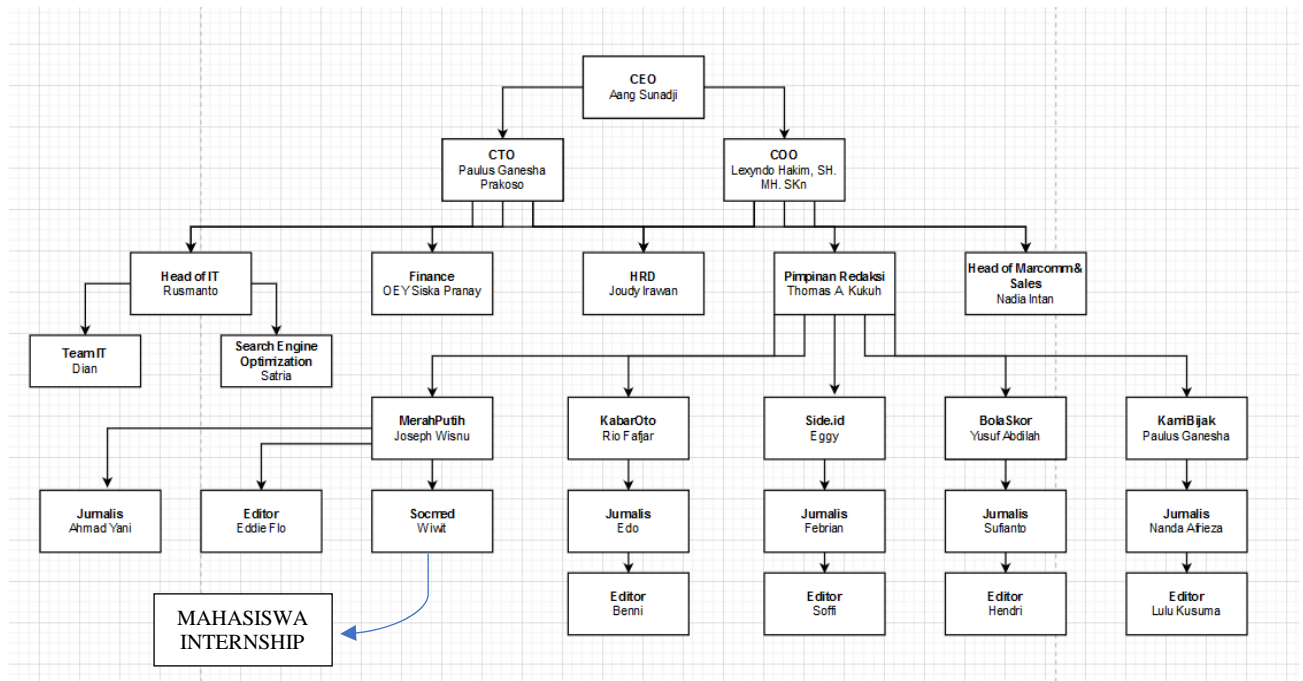 CEO
Aang Sunadji
CTO
Paulus Ganesha
Prakoso
COO
Lexyndo Hakim, SH.
MH. SKn
Head of IT
Rusmanto
Finance
OEY Siska Pranay
HRD
Joudy Irawan
Pimpinan Redaksi
Thomas A. Kukuh
Head of Marcomm &
Sales
Nadia Intan
Team IT
Dian
Search Engine
Optimization
Satria
MerahPutih
Joseph Wisnu
KabarOto
Rio Fafjar
Side.id
Eggy
BolaSkor
Yusuf Abdilah
KamiBijak
Paulus Ganesha
Jurnalis
Ahmad Yani
Editor
Eddie Flo
Socmed
Wiwit
Jurnalis
Edo
Jurnalis
Febrian
Jurnalis
Sufianto
Jurnalis
Nanda Afrieza
Editor
Benni
Editor
Soffi
Editor
Hendri
Editor
Lulu Kusuma
MAHASISWA
INTERNSHIP